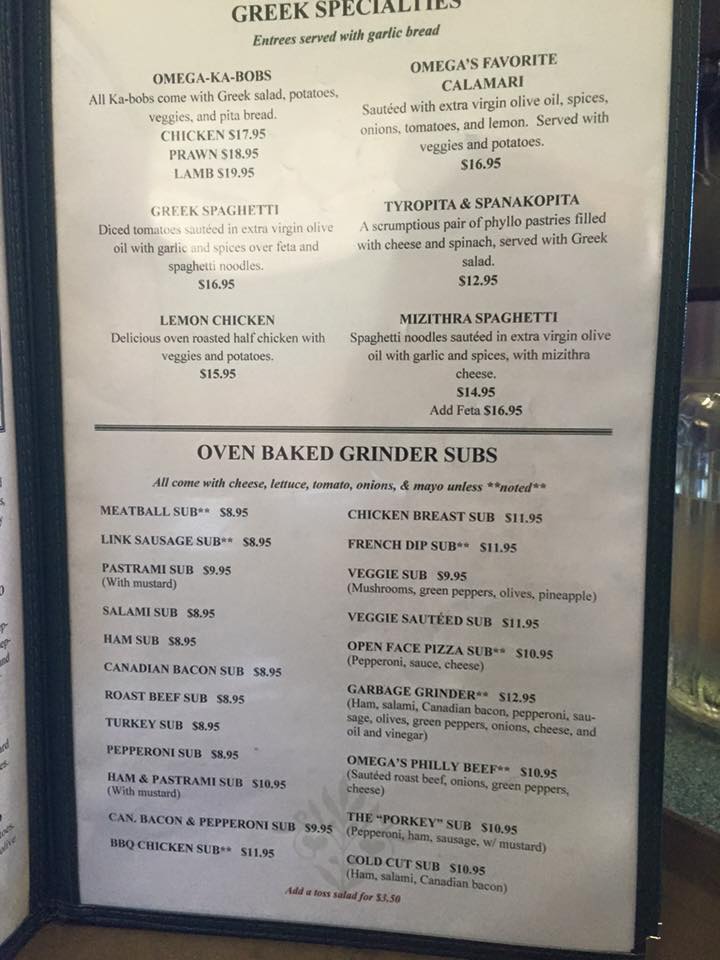 GREEK SPECIALTIES
Entrees served with garlic bread
OMEGA-KA-BOBS
All Ka-bobs come with Greek salad, potatoes,
veggies, and pita bread.
CHICKEN $17.95
PRAWN $18.95
LAMB $19.95
GREEK SPAGHETTI
Diced tomatoes sautéed in extra virgin olive
oil with garlic and spices over feta and
spaghetti noodles.
$16.95
LEMON CHICKEN
Delicious oven roasted half chicken with
veggies and potatoes.
$15.95
OMEGA'S FAVORITE
CALAMARI
Sautéed with extra virgin olive oil, spices,
onions, tomatoes, and lemon. Served with
veggies and potatoes.
$16.95
TYROPITA & SPANAKOPITA
A scrumptious pair of phyllo pastries filled
with cheese and spinach, served with Greek
salad.
$12.95
MIZITHRA SPAGHETTI
Spaghetti noodles sautéed in extra virgin olive
oil with garlic and spices, with mizithra
cheese.
$14.95
Add Feta $16.95
OVEN BAKED GRINDER SUBS
All come with cheese, lettuce, tomato, onions, & mayo unless **noted**
MEATBALL SUB** $8.95
LINK SAUSAGE SUB** $8.95
PASTRAMI SUB $9.95
(With mustard)
SALAMI SUB $8.95
HAM SUB $8.95
CANADIAN BACON SUB $8.95
ROAST BEEF SUB $8.95
TURKEY SUB $8.95
PEPPERONI SUB $8.95
HAM & PASTRAMI SUB $10.95
(With mustard)
CAN. BACON & PEPPERONI SUB $9.95
BBQ CHICKEN SUB** $11.95
CHICKEN BREAST SUB $11.95
FRENCH DIP SUB** $11.95
VEGGIE SUB $9.95
(Mushrooms, green peppers, olives, pineapple)
VEGGIE SAUTÉED SUB $11.95
OPEN FACE PIZZA SUB** $10.95
(Pepperoni, sauce, cheese)
GARBAGE GRINDER** $12.95
(Ham, salami, Canadian bacon, pepperoni, sau-
sage, olives, green peppers, onions, cheese, and
oil and vinegar)
OMEGA'S PHILLY BEEF** $10.95
(Sautéed roast beef, onions, green peppers,
cheese)
THE "PORKEY" SUB $10.95
(Pepperoni, ham, sausage, w/ mustard)
COLD CUT SUB $10.95
(Ham, salami, Canadian bacon)
Add a toss salad for $3.50